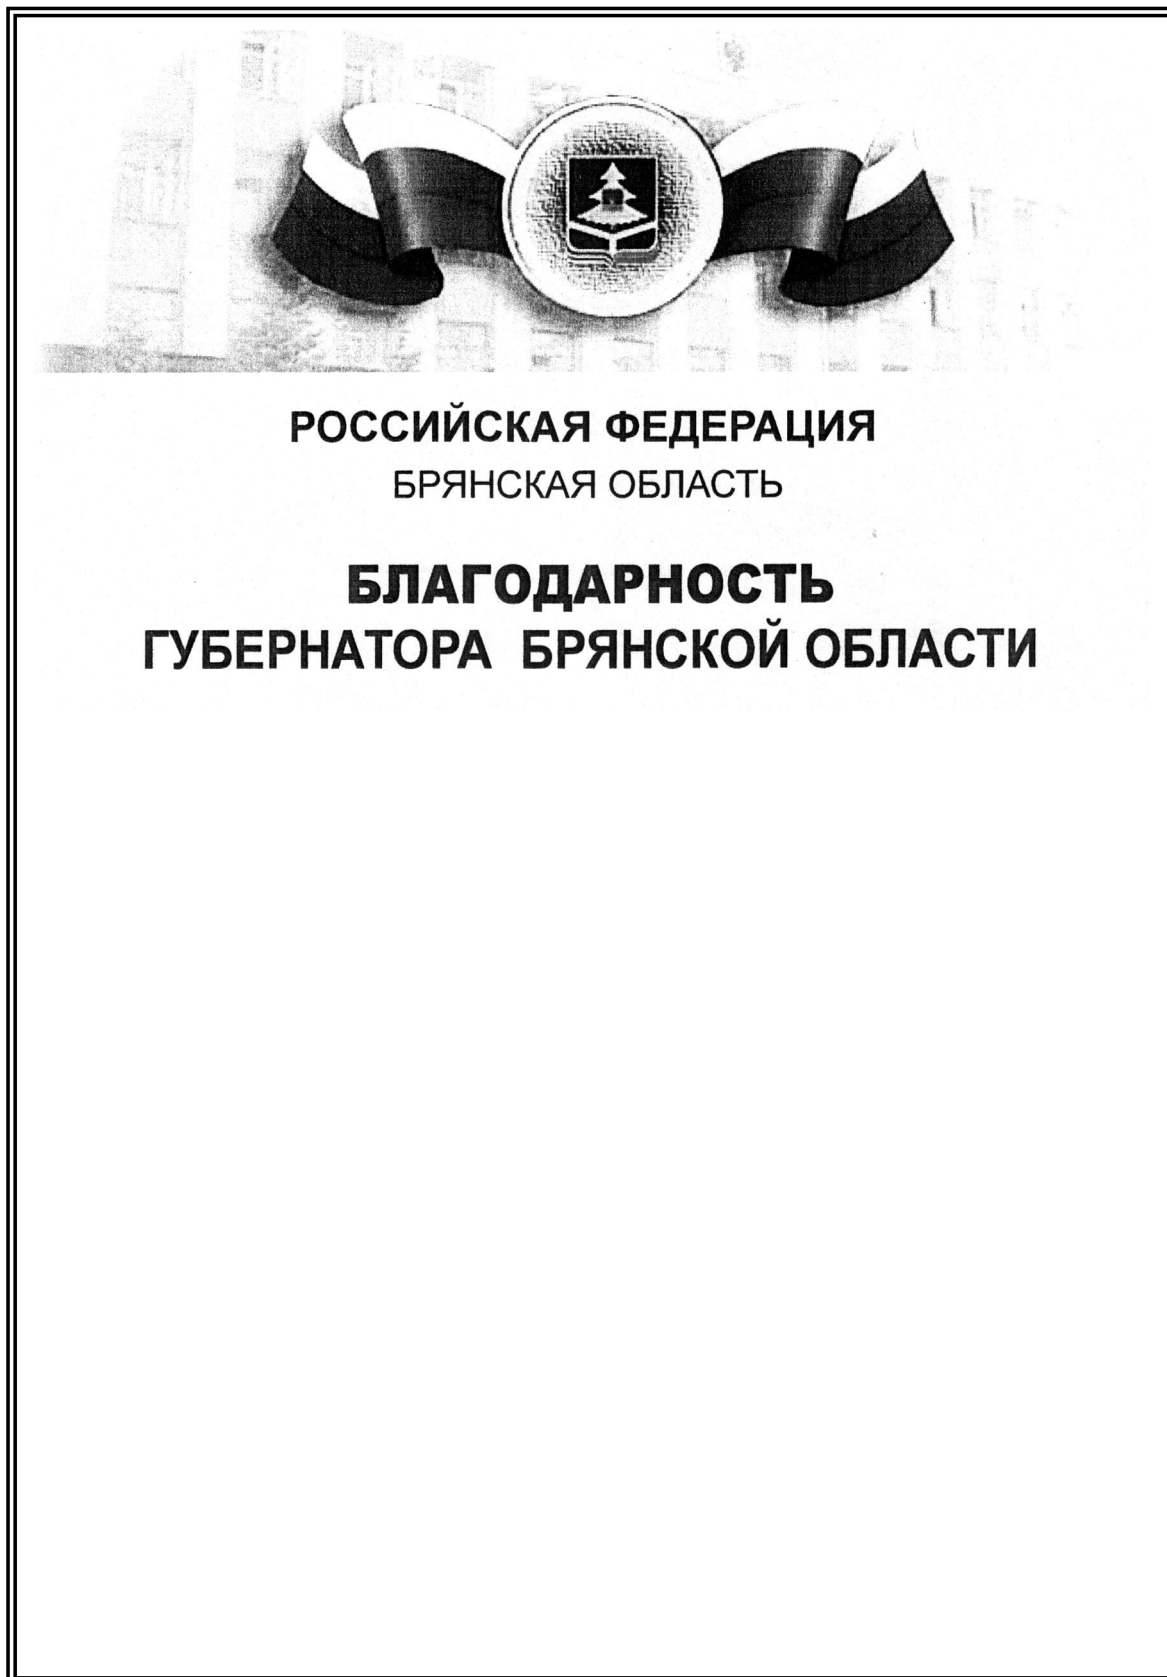 РОССИЙСКАЯ ФЕДЕРАЦИЯ
БРЯНСКАЯ ОБЛАСТЬ
БЛАГОДАРНОСТЬ
ГУБЕРНАТОРА БРЯНСКОЙ ОБЛАСТИ